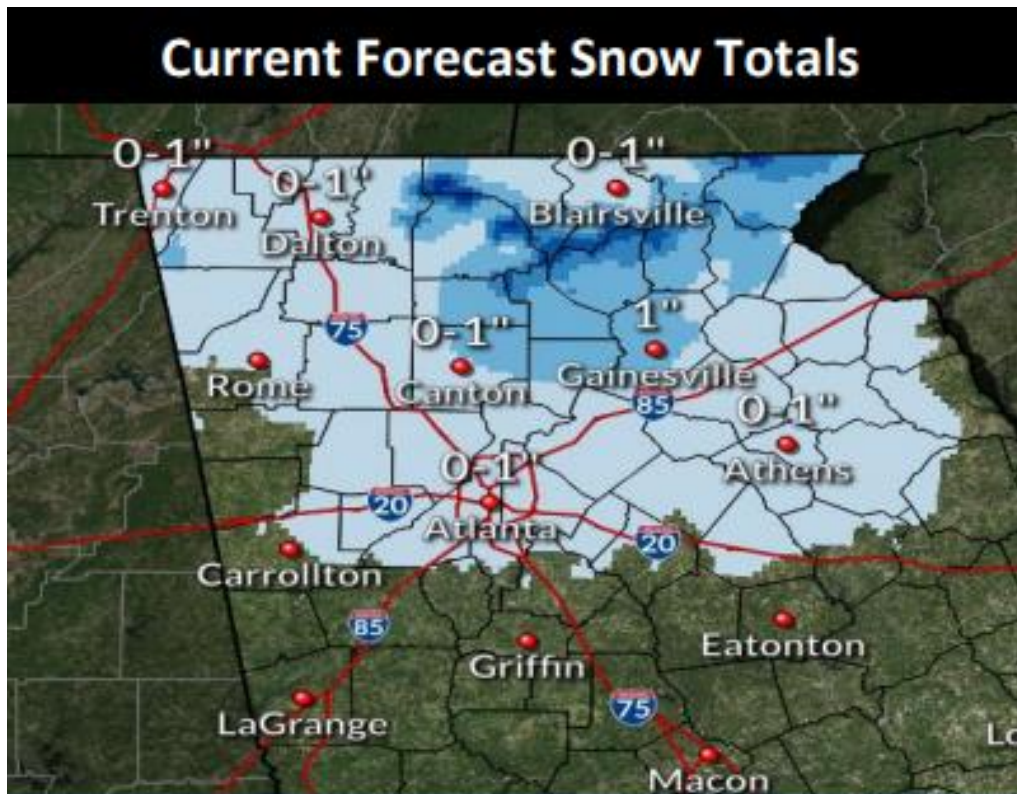 Current Forecast Snow Totals
0-1"
Trenton
0-1"
Dalton
0-1"
Blairsville
75
0-1"
Canton
1"
Gainesville
Rome
85
0-1"
Athens
0-1"
Atlanta
20
20
Carrollton
85
Griffin
Eatonton
LaGrange
75
Macon
Lo